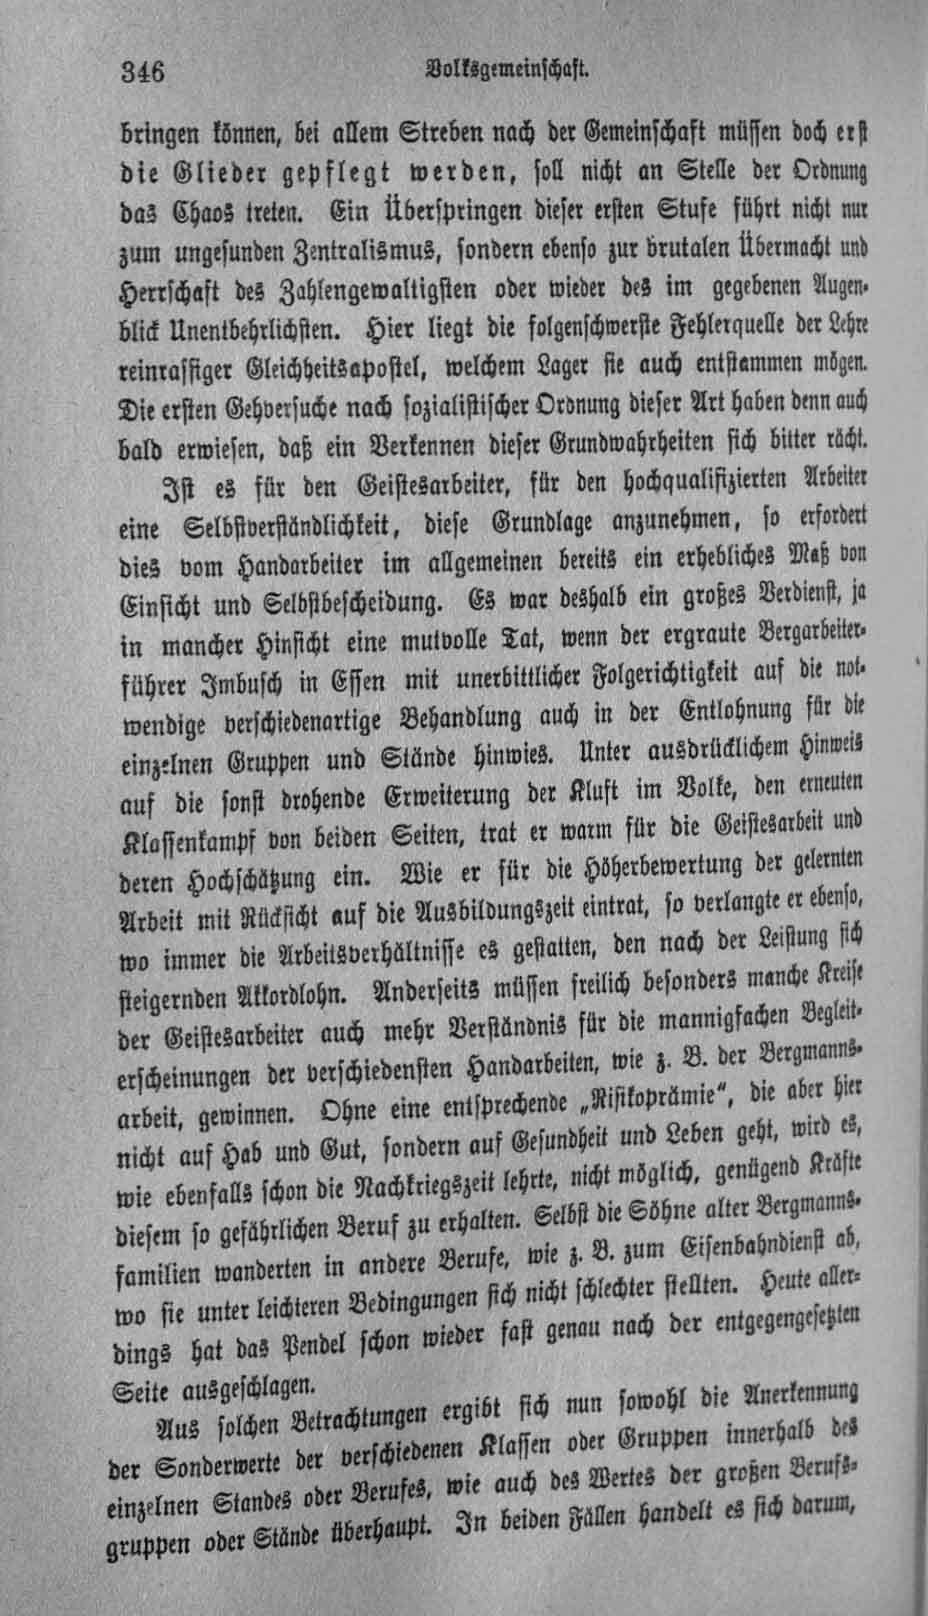 346
Volksgemeinschaft.
bringen können, bei allem Streben nach der Gemeinschaft müssen doch erst
die Glieder gepflegt werden, soll nicht an Stelle der Ordnung
das Chaos treten. Ein Überspringen dieser ersten Stufe führt nicht nur
zum ungesunden Zentralismus, sondern ebenso zur brutalen Übermacht und
Herrschaft des Zahlengewaltigsten oder wieder des im gegebenen Augen-
blick Unentbehrlichsten. Hier liegt die folgenschwerste Fehlerquelle der Lehre
reinrassiger Gleichheitsapostel, welchem Lager sie auch entstammen mögen.
Die ersten Gehversuche nach sozialistischer Ordnung dieser Art haben denn auch
bald erwiesen, daß ein Verkennen dieser Grundwahrheiten sich bitter rächt.
Ist es für den Geistesarbeiter, für den hochqualifizierten Arbeiter
eine Selbstverständlichkeit, diese Grundlage anzunehmen, so erfordert
dies vom Handarbeiter im allgemeinen bereits ein erhebliches Maß von
Einsicht und Selbstbescheidung. Es war deshalb ein großes Verdienst, ja
in mancher Hinsicht eine mutvolle Tat, wenn der ergraute Bergarbeiter-
führer Imbusch in Essen mit unerbittlicher Folgerichtigkeit auf die not-
wendige verschiedenartige Behandlung auch in der Entlohnung für die
einzelnen Gruppen und Stände hinwies. Unter ausdrücklichem Hinweis
auf die sonst drohende Erweiterung der Kluft im Volke, den erneuten
Klassenkampf von beiden Seiten, trat er warm für die Geistesarbeit und
deren Hochschätzung ein. Wie er für die Höherbewertung der gelernten
Arbeit mit Rücksicht auf die Ausbildungszeit eintrat, so verlangte er ebenso,
wo immer die Arbeitsverhältnisse es gestatten, den nach der Leistung sich
steigernden Akkordlohn. Anderseits müssen freilich besonders manche Kreise
der Geistesarbeiter auch mehr Verständnis für die mannigfachen Begleit-
erscheinungen der verschiedensten Handarbeiten, wie z. B. der Bergmanns-
arbeit, gewinnen. Ohne eine entsprechende „Risikoprämie“, die aber hier
nicht auf Hab und Gut, sondern auf Gesundheit und Leben geht, wird es,
wie ebenfalls schon die Nachkriegszeit lehrte, nicht möglich, genügend Kräfte
diesem so gefährlichen Beruf zu erhalten. Selbst die Söhne alter Bergmanns-
familien wanderten in andere Berufe, wie z. B. zum Eisenbahndienst ab,
wo sie unter leichteren Bedingungen sich nicht schlechter stellten. Heute aller-
dings hat das Pendel schon wieder fast genau nach der entgegengesetzten
Seite ausgeschlagen.
Aus solchen Betrachtungen ergibt sich nun sowohl die Anerkennung
der Sonderwerte der verschiedenen Klassen oder Gruppen innerhalb des
einzelnen Standes oder Berufes, wie auch des Wertes der großen Berufs-
gruppen oder Stände überhaupt. In beiden Fällen handelt es sich darum,